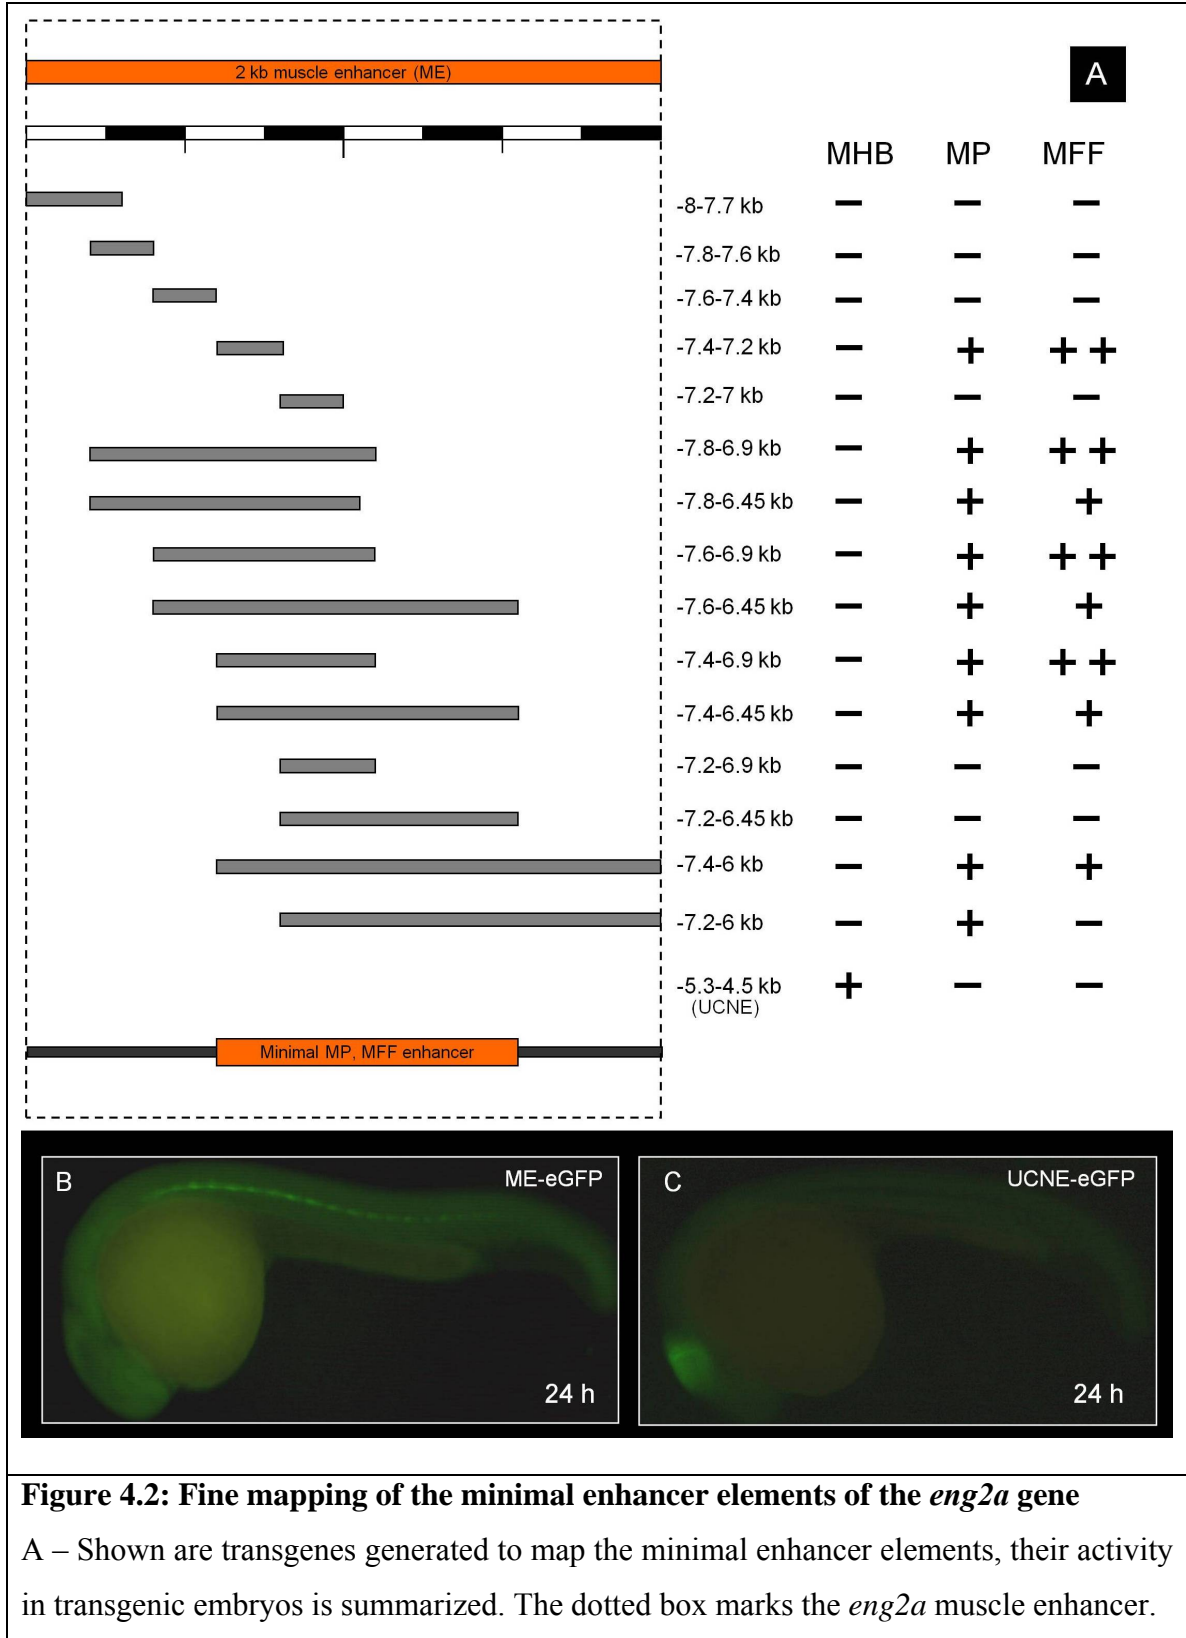 2 kb muscle enhancer (ME)
A
MHB MP MFF
-8-7.7 kb − − −
-7.8-7.6 kb − − −
-7.6-7.4 kb − − −
-7.4-7.2 kb − + ++
-7.2-7 kb − − −
-7.8-6.9 kb − + ++
-7.8-6.45 kb − + +
-7.6-6.9 kb − + ++
-7.6-6.45 kb − + +
-7.4-6.9 kb − + ++
-7.4-6.45 kb − + +
-7.2-6.9 kb − − −
-7.2-6.45 kb − − −
-7.4-6 kb − + +
-7.2-6 kb − + −
-5.3-4.5 kb + − −
(UCNE)
Minimal MP, MFF enhancer
B ME-eGFP
24 h
C UCNE-eGFP
24 h
Figure 4.2: Fine mapping of the minimal enhancer elements of the eng2a gene
A – Shown are transgenes generated to map the minimal enhancer elements, their activity
in transgenic embryos is summarized. The dotted box marks the eng2a muscle enhancer.